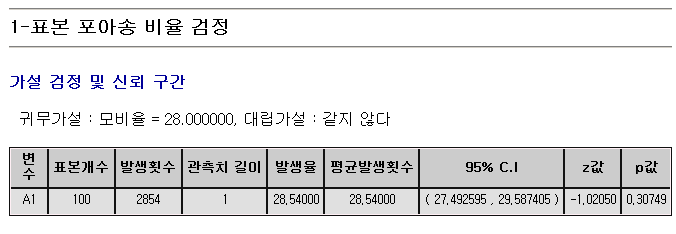 1-표본 포아송 비율 검정
가설 검정 및 신뢰 구간
귀무가설 : 모비율 = 28.000000, 대립가설 : 같지 않다
변수 표본개수 발생횟수 관측치 길이 발생율 평균발생횟수 95% C.I z값 p값
A1 100 2854 1 28.54000 28.54000 ( 27.492595 , 29.587405 ) -1.02050 0.30749